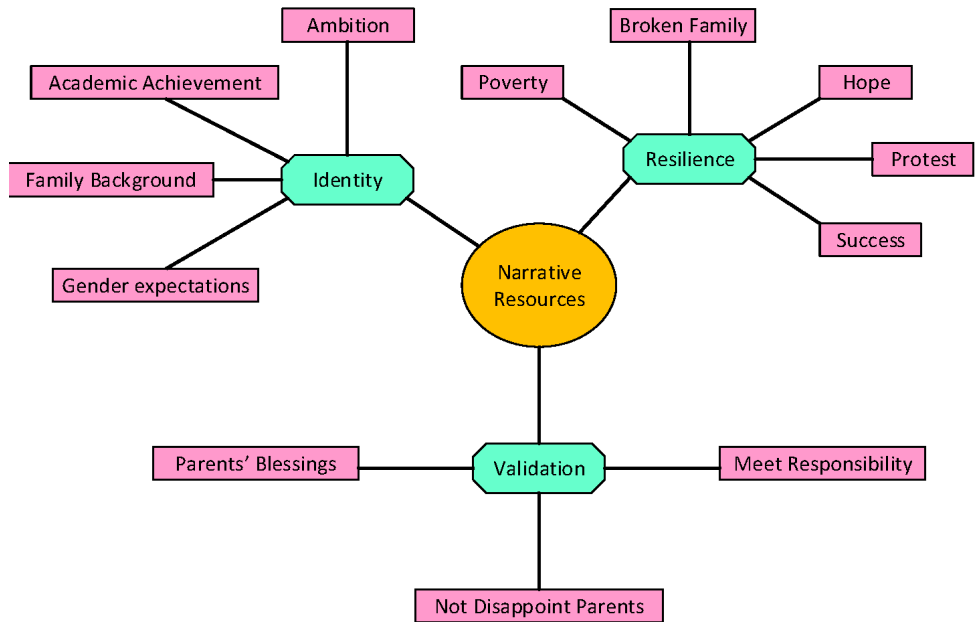 Ambition
Broken Family
Academic Achievement
Poverty
Hope
Identity
Resilience
Protest
Family Background
Success
Gender expectations
Narrative
Resources
Parents’ Blessings
Validation
Meet Responsibility
Not Disappoint Parents